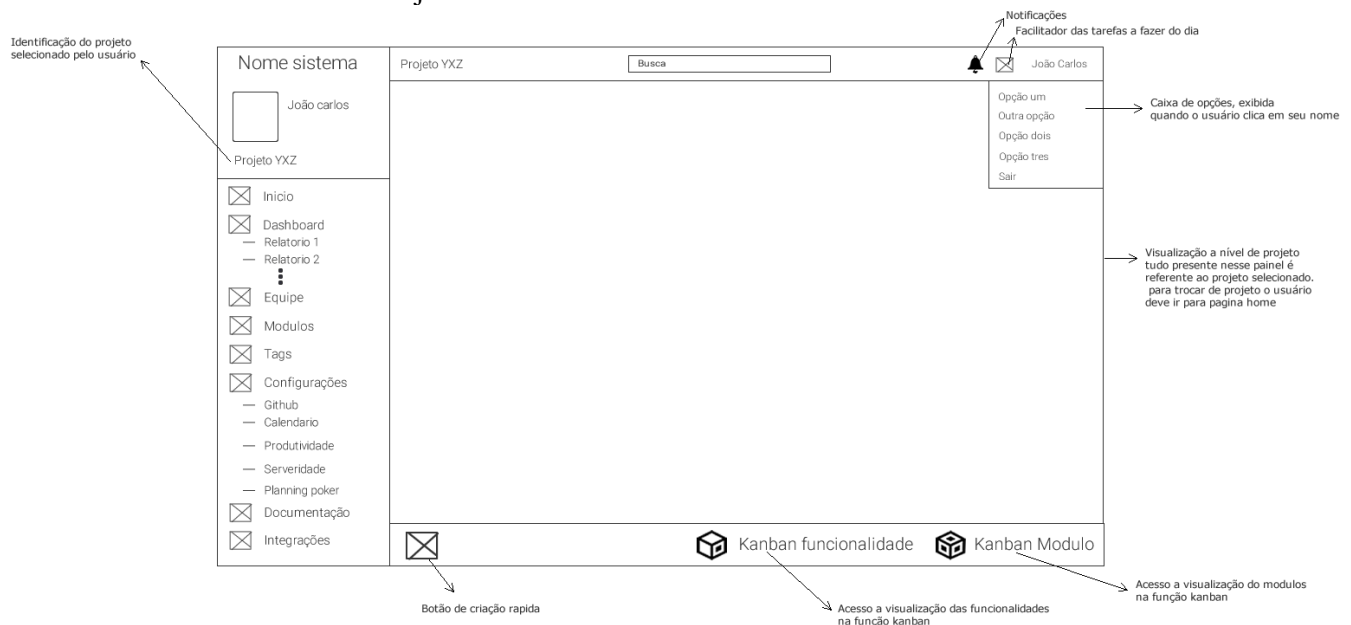 Notificações
Facilitador das tarefas a fazer do dia
Identificação do projeto
selecionado pelo usuário
Nome sistema
Projeto YXZ
Busca
João Carlos
João carlos
Projeto YXZ
Opção um
Outra opção
Opção dois
Opção tres
Sair
Caixa de opções, exibida
quando o usuário clica em seu nome
Inicio
Dashboard
Relatorio 1
Relatorio 2
Equipe
Modulos
Tags
Configurações
Github
Calendario
Produtividade
Serveridade
Planning poker
Documentação
Integrações
Visualização a nível de projeto
tudo presente nesse painel é
referente ao projeto selecionado.
para trocar de projeto o usuário
deve ir para pagina home
Kanban funcionalidade
Kanban Modulo
Botão de criação rapida
Acesso a visualização das funcionalidades
na função kanban
Acesso a visualização do modulos
na função kanban